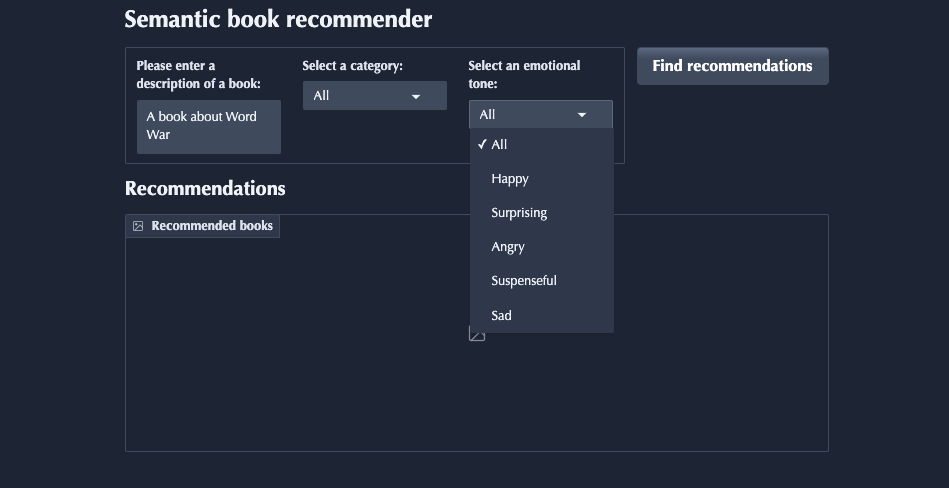 Semantic book recommender
Please enter a
description of a book:
A book about Word
War
Select a category:
All
Select an emotional
tone:
All
✓ All
Happy
Surprising
Angry
Suspenseful
Sad
Find recommendations
Recommendations
Recommended books